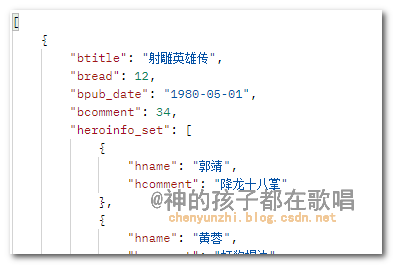 [
{
"btitle": "射雕英雄传",
"bread": 12,
"bpub_date": "1980-05-01",
"bcomment": 34,
"heroinfo_set": [
{
"hname": "郭靖",
"hcomment": "降龙十八掌"
@神的孩子都在歌唱
},
chenyunzhi.blog.csdn.net
{
"hname": "黄蓉",